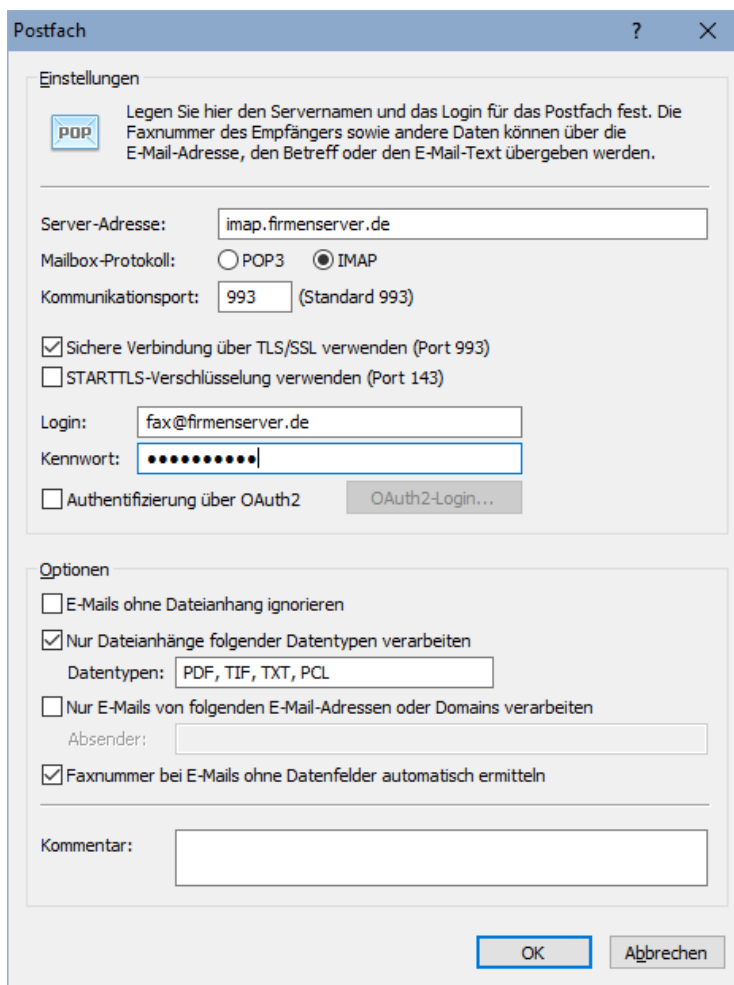 Postfach
?
Einstellungen
POP
Legen Sie hier den Servernamen und das Login für das Postfach fest. Die
Faxnummer des Empfängers sowie andere Daten können über die
E-Mail-Adresse, den Betreff oder den E-Mail-Text übergeben werden.
Server-Adresse: imap.firmenserver.de
Mailbox-Protokoll: POP3 IMAP
Kommunikationsport: 993 (Standard 993)
Sichere Verbindung über TLS/SSL verwenden (Port 993)
STARTTLS-Verschlüsselung verwenden (Port 143)
Login: fax@firmenserver.de
Kennwort: ●●●●●●●●●●
Authentifizierung über OAuth2 OAuth2-Login...
Optionen
E-Mails ohne Dateianhang ignorieren
Nur Dateianhänge folgender Datentypen verarbeiten
Datentypen: PDF, TIF, TXT, PCL
Nur E-Mails von folgenden E-Mail-Adressen oder Domains verarbeiten
Absender:
Faxnummer bei E-Mails ohne Datenfelder automatisch ermitteln
Kommentar:
OK Abbrechen